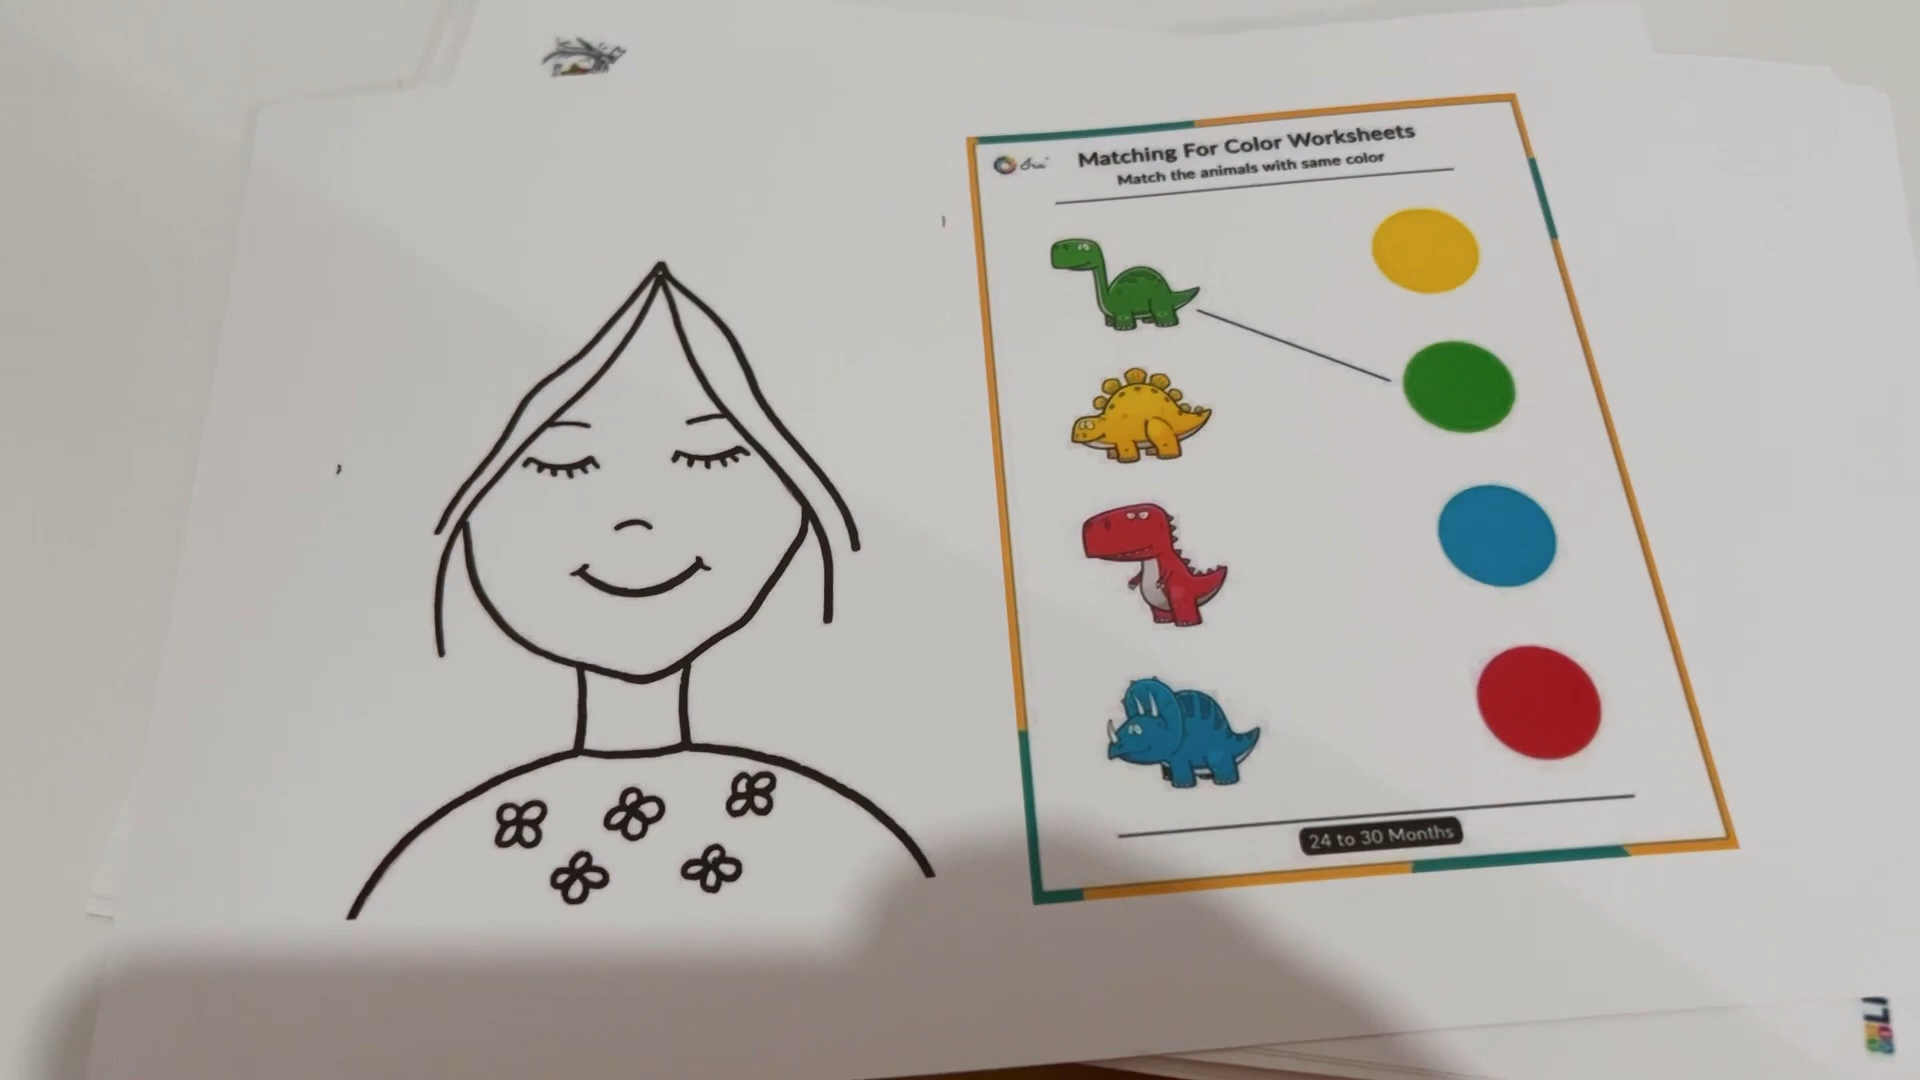 Matching For Color Worksheets
Match the animals with same color
24 to 30 Months